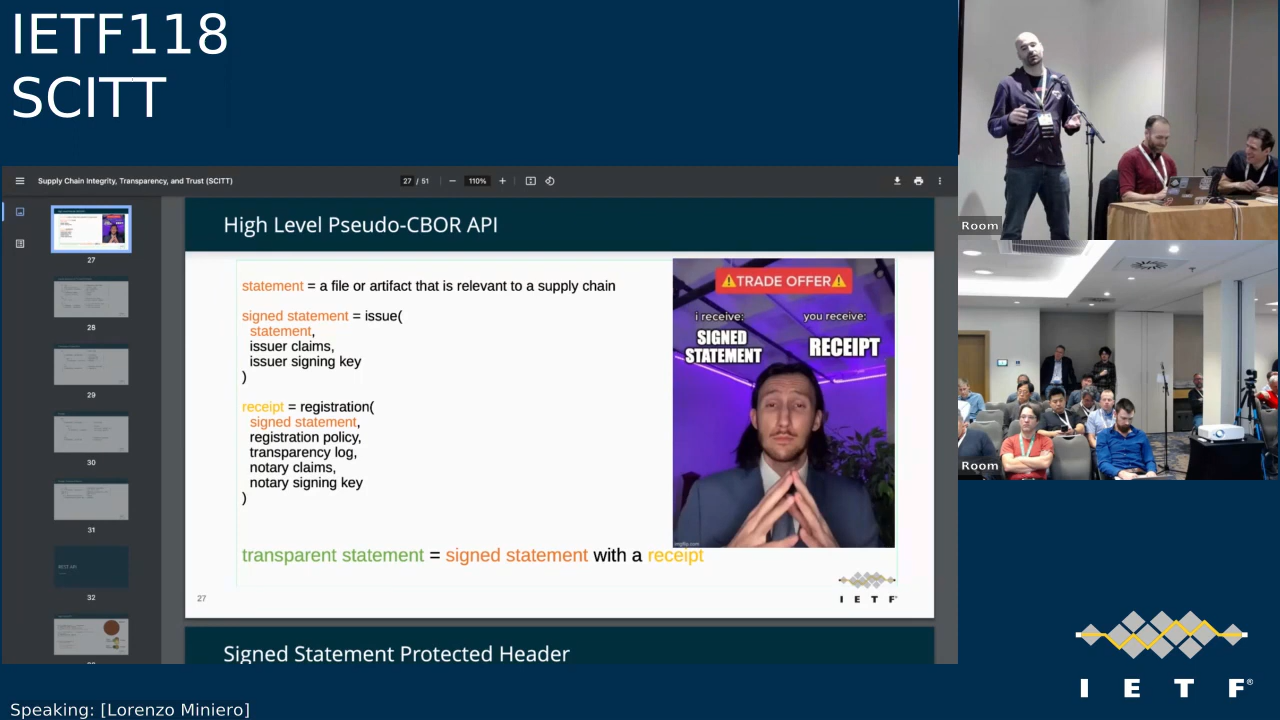 IETF118
SCITT
Supply Chain Integrity, Transparency, and Trust (SCITT)
27 / 51
110%
27
28
29
30
31
REST API
32
High Level Pseudo-CBOR API
statement = a file or artifact that is relevant to a supply chain
signed statement = issue(
statement,
issuer claims,
issuer signing key
)
receipt = registration(
signed statement,
registration policy,
transparency log,
notary claims,
notary signing key
)
transparent statement = signed statement with a receipt
⚠TRADE OFFER⚠
i receive:
you receive:
SIGNED
STATEMENT
RECEIPT
imgflip.com
I E T F
27
Signed Statement Protected Header
Room
Room
I E T F®
Speaking: [Lorenzo Miniero]